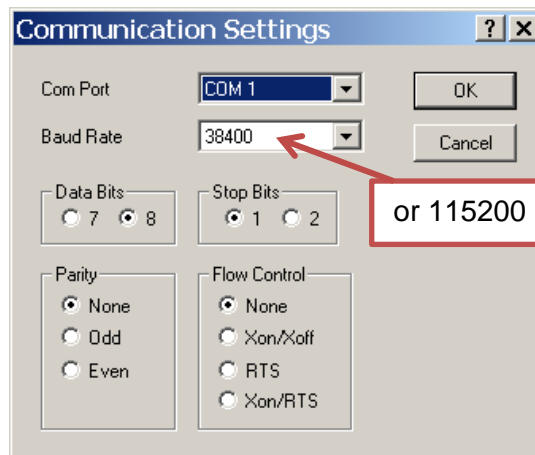 Communication Settings
Com Port
COM 1
OK
Baud Rate
38400
Cancel
Data Bits
7 8
Stop Bits
1 2
or 115200
Parity
None
Odd
Even
Flow Control
None
Xon/Xoff
RTS
Xon/RTS